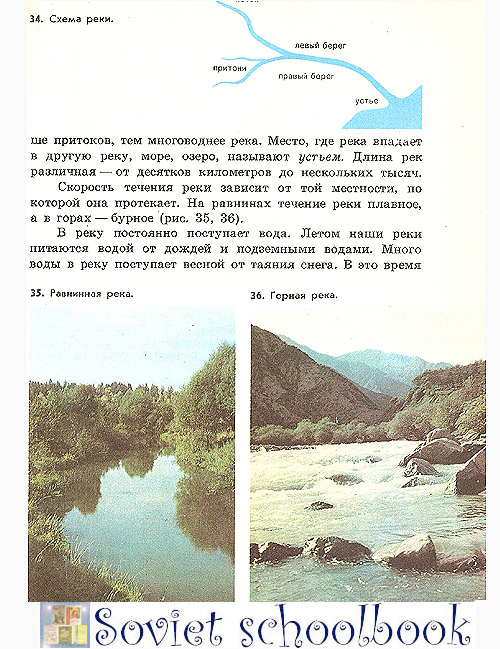 34. Схема реки.
левый берег
притони
правый берег
устье
ше притоков, тем многоводнее река. Место, где река впадает
в другую реку, море, озеро, называют устьем. Длина рек
различная — от десятков километров до нескольких тысяч.
Скорость течения реки зависит от той местности, по
которой она протекает. На равнинах течение реки плавное,
а в горах — бурное (рис. 35, 36).
В реку постоянно поступает вода. Летом наши реки
питаются водой от дождей и подземными водами. Много
воды в реку поступает весной от таяния снега. В это время
35. Равнинная река.
36. Горная река.
Soviet schoolbook